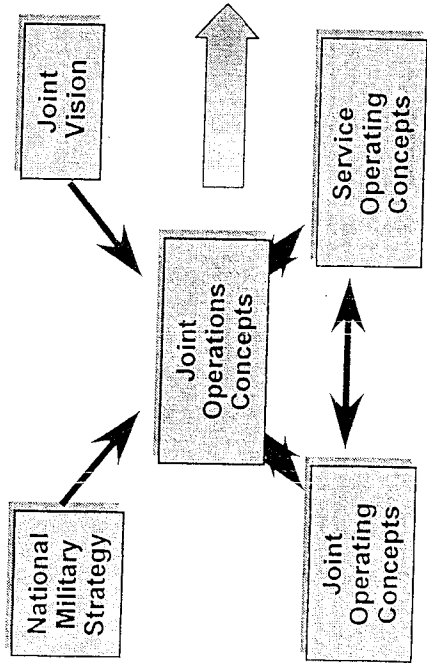 National
Military
Strategy
Joint
Vision
Joint
Operations
Concepts
Joint
Operating
Concepts
Service
Operating
Concepts